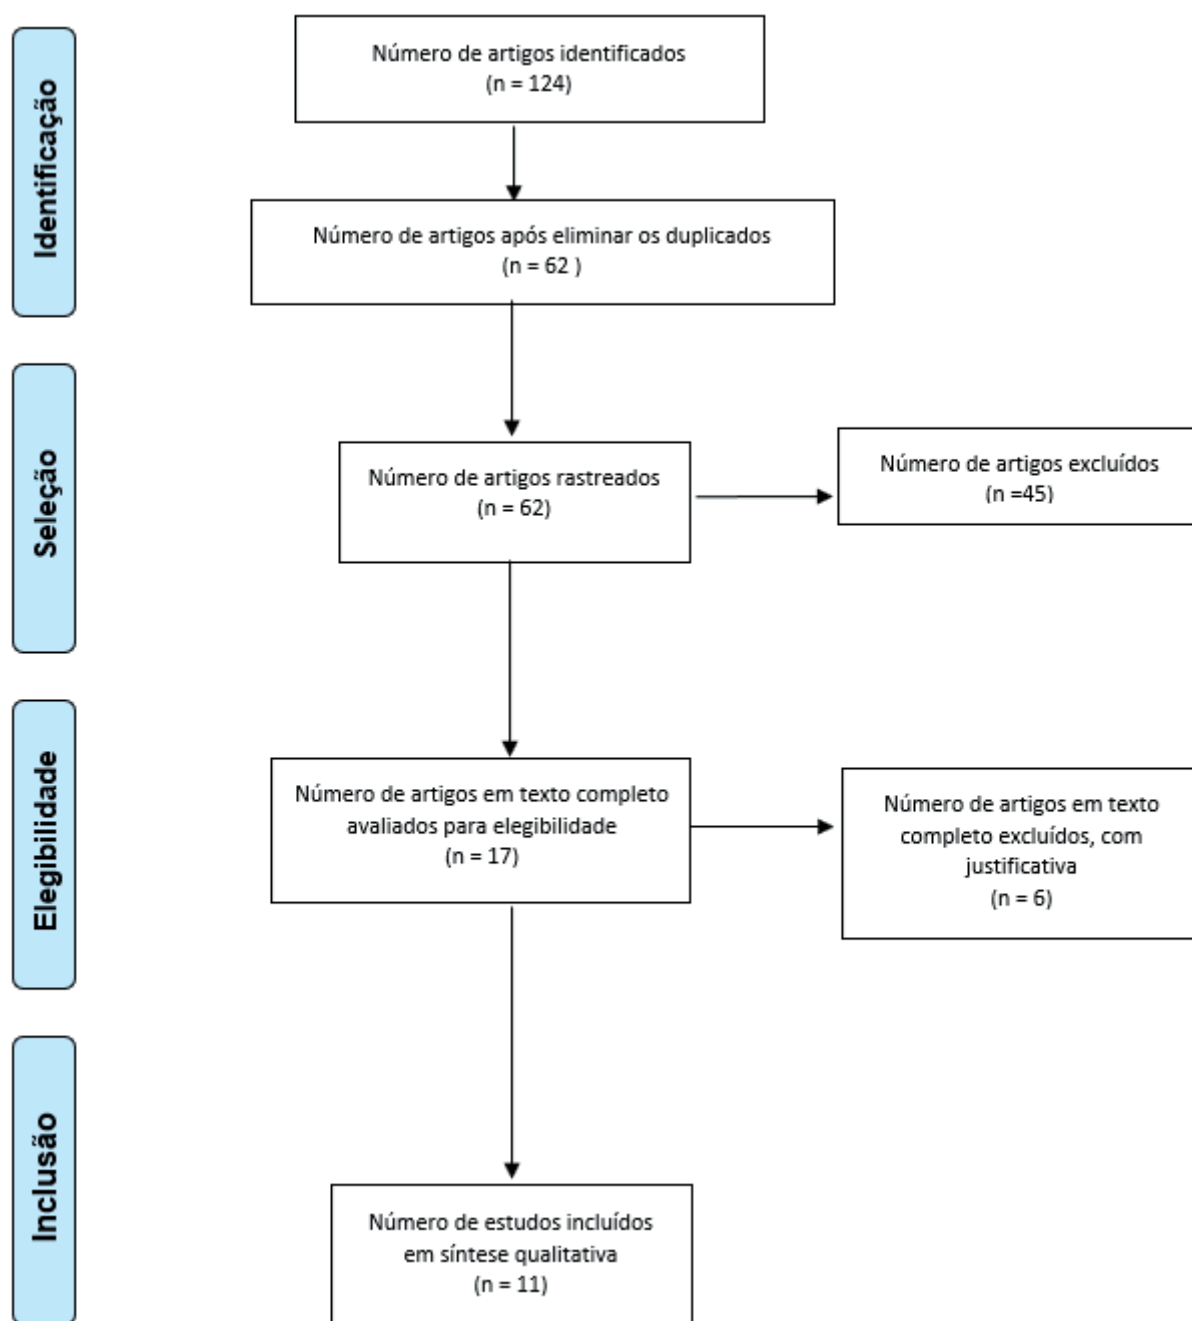 Identificação
Número de artigos identificados
(n = 124)
Número de artigos após eliminar os duplicados
(n = 62 )
Seleção
Número de artigos rastreados
(n = 62)
Número de artigos excluídos
(n =45)
Elegibilidade
Número de artigos em texto completo
avaliados para elegibilidade
(n = 17)
Número de artigos em texto
completo excluídos, com
justificativa
(n = 6)
Inclusão
Número de estudos incluídos
em síntese qualitativa
(n = 11)